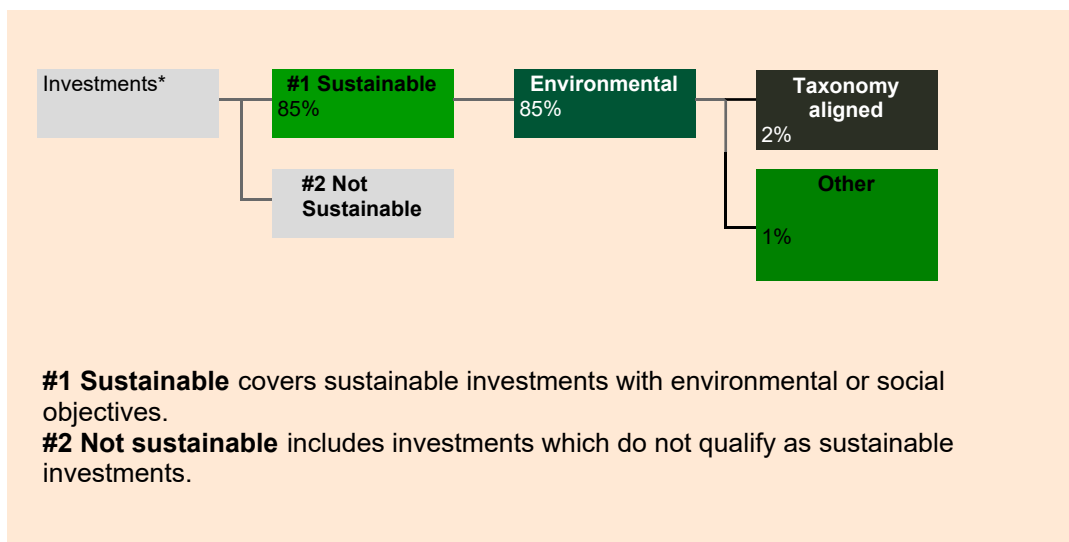 Investments*
#1 Sustainable
85%
Environmental
85%
Taxonomy
aligned
2%
#2 Not
Sustainable
Other
1%
#1 Sustainable covers sustainable investments with environmental or social
objectives.
#2 Not sustainable includes investments which do not qualify as sustainable
investments.